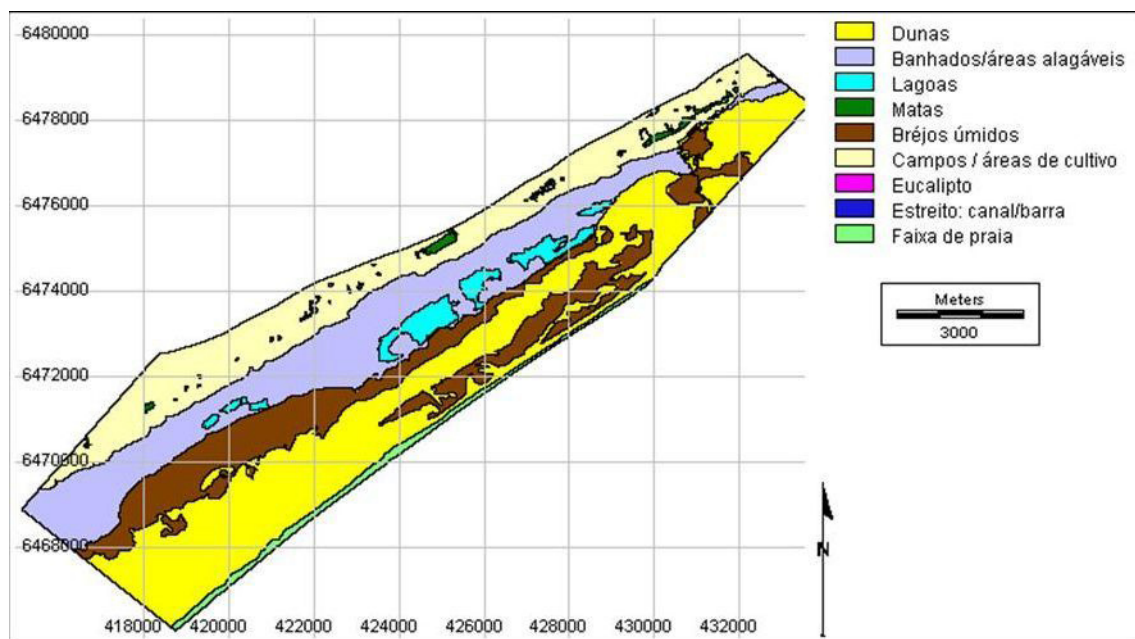 6480000
6478000
6476000
6474000
6472000
6470000
6468000
418000 420000 422000 424000 426000 428000 430000 432000
Dunas
Banhados/áreas alagáveis
Lagoas
Matas
Bréjos úmidos
Campos / áreas de cultivo
Eucalipto
Estreito: canal/barra
Faixa de praia
Meters
3000
N